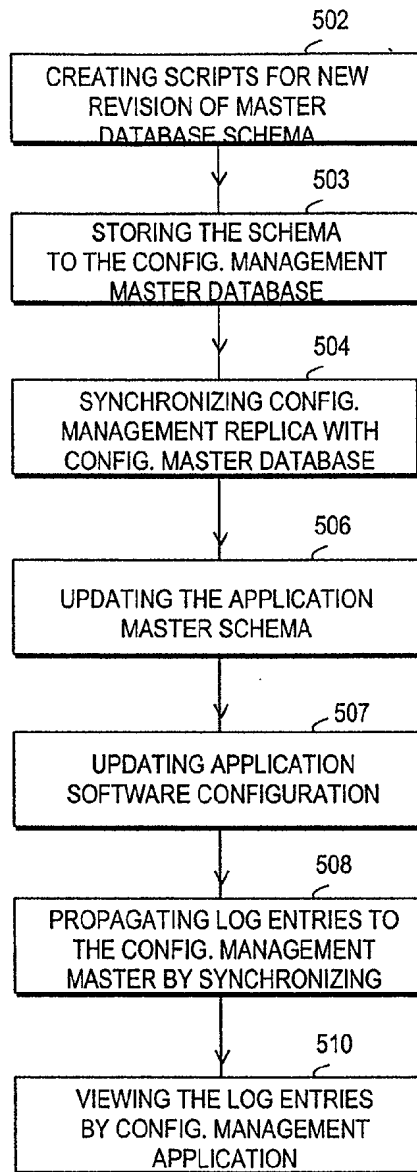 502
CREATING SCRIPTS FOR NEW
REVISION OF MASTER
DATABASE SCHEMA
503
STORING THE SCHEMA
TO THE CONFIG. MANAGEMENT
MASTER DATABASE
504
SYNCHRONIZING CONFIG.
MANAGEMENT REPLICA WITH
CONFIG. MASTER DATABASE
506
UPDATING THE APPLICATION
MASTER SCHEMA
507
UPDATING APPLICATION
SOFTWARE CONFIGURATION
508
PROPAGATING LOG ENTRIES TO
THE CONFIG. MANAGEMENT
MASTER BY SYNCHRONIZING
510
VIEWING THE LOG ENTRIES
BY CONFIG. MANAGEMENT
APPLICATION